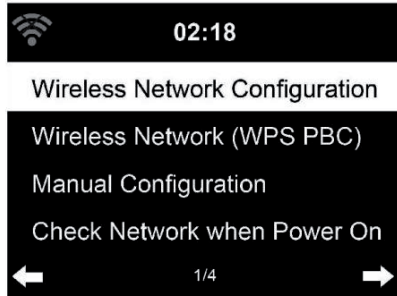 02:18
Wireless Network Configuration
Wireless Network (WPS PBC)
Manual Configuration
Check Network when Power On
1/4